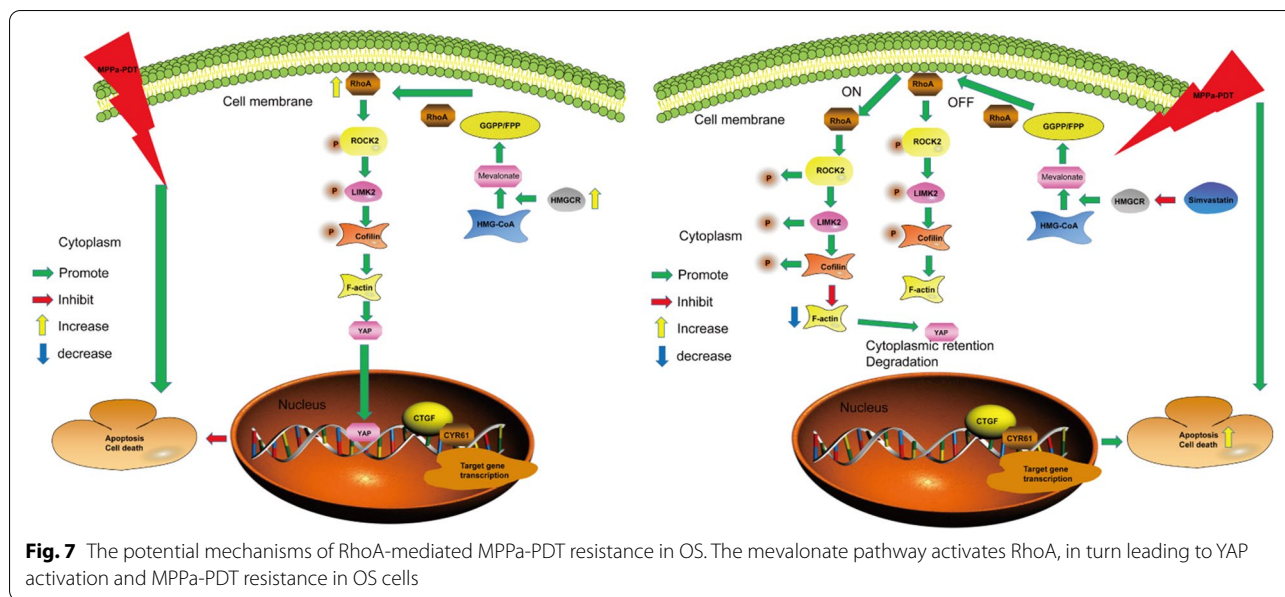 MPPa-PDT
Cell membrane
RhoA
RhoA
GGPP/FPP
P
ROCK2
Mevalonate
P
LIMK2
HMGCR
HMG-CoA
P
Cofilin
Cytoplasm
Promote
Inhibit
Increase
decrease
F-actin
YAP
Nucleus
CTGF
YAP
CYR61
Target gene
transcription
Apoptosis
Cell death
MPPa-PDT
ON
OFF
Cell membrane
RhoA
RhoA
RhoA
GGPP/FPP
P
ROCK2
P
ROCK2
Mevalonate
P
LIMK2
HMGCR
Simvastatin
P
LIMK2
HMG-CoA
P
Cofilin
Cytoplasm
P
Cofilin
Promote
Inhibit
Increase
decrease
F-actin
F-actin
YAP
Cytoplasmic retention
Degradation
Nucleus
CTGF
CYR61
Target gene
transcription
Apoptosis
Cell death
Fig. 7 The potential mechanisms of RhoA-mediated MPPa-PDT resistance in OS. The mevalonate pathway activates RhoA, in turn leading to YAP
activation and MPPa-PDT resistance in OS cells